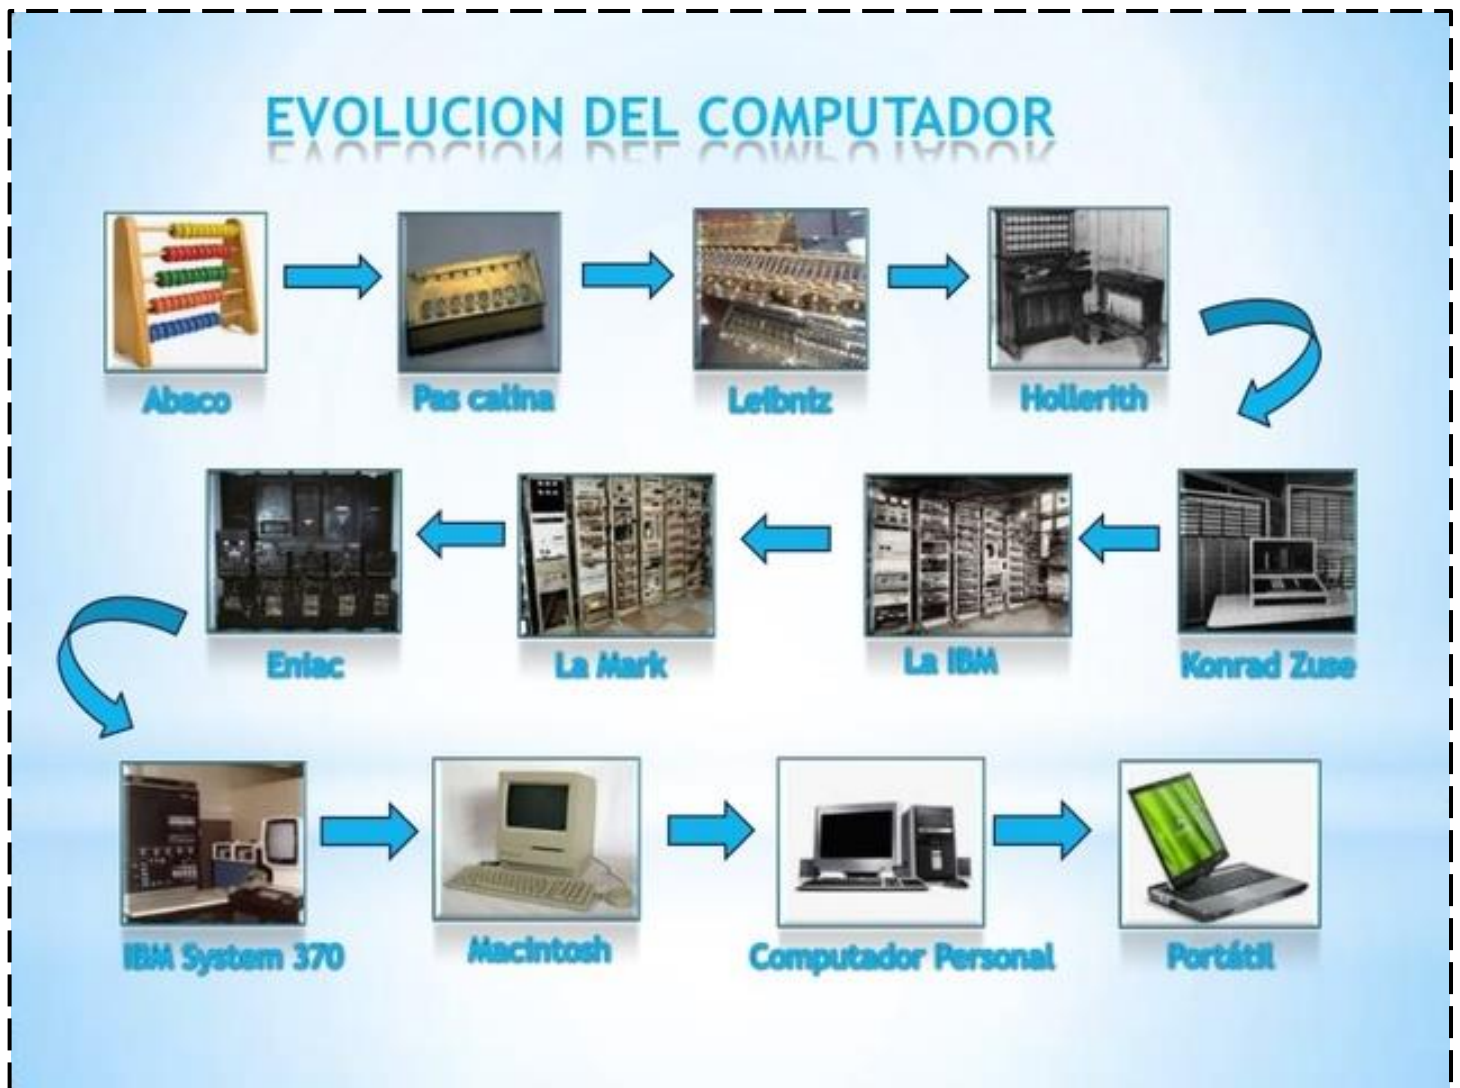 EVOLUCION DEL COMPUTADOR
Abaco
Pas calina
Leibniz
Hollerith
Konrad Zuse
La IBM
La Mark
Eniac
IBM System 370
Macintosh
Computador Personal
Portátil